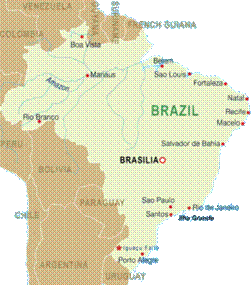 VENEZUELA
GUYANA
SURINAME
FRENCH GUIANA
COLOMBIA
Boa Vista
Belem
Manaus
Sao Louis
Fortaleza
Amazon
Natal
Recife
Maceio
BRAZIL
Rio Branco
PERU
Salvador de Bahia
BRASILIA
BOLIVIA
Sao Paulo
Rio de Janeiro
Santos
PARAGUAY
CHILE
Iguaçu Falls
Porto Alegre
ARGENTINA
URUGUAY